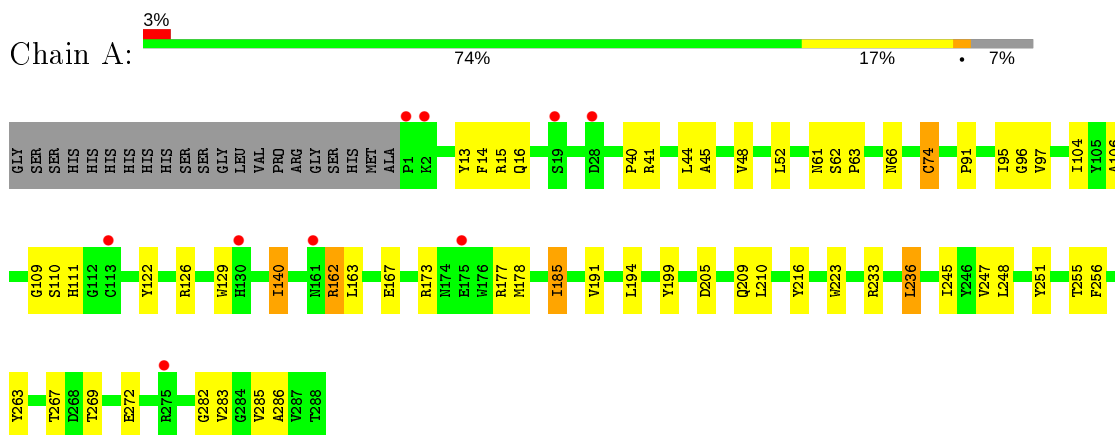 3%
Chain A:
74% 17% • 7%
GLY SER SER HIS HIS HIS HIS HIS HIS SER SER GLY LEU VAL PRO ARG GLY SER HIS MET ALA P1 K2 Y13 F14 R15 Q16 S19 D28 P40 R41 L44 A45 V48 L52 N61 S62 P63 N66 C74 P91 I95 G96 V97 I104 Y105 A106
G109 S110 H111 G112 C113 Y122 R126 W129 H130 I140 N161 R162 L163 E167 R173 N174 E175 W176 R177 M178 I185 V191 L194 Y199 D205 Q209 L210 Y216 W223 R233 L236 I245 Y246 V247 L248 Y251 T255 F256
Y263 T267 D268 T269 E272 R275 G282 V283 G284 V285 A286 V287 T288